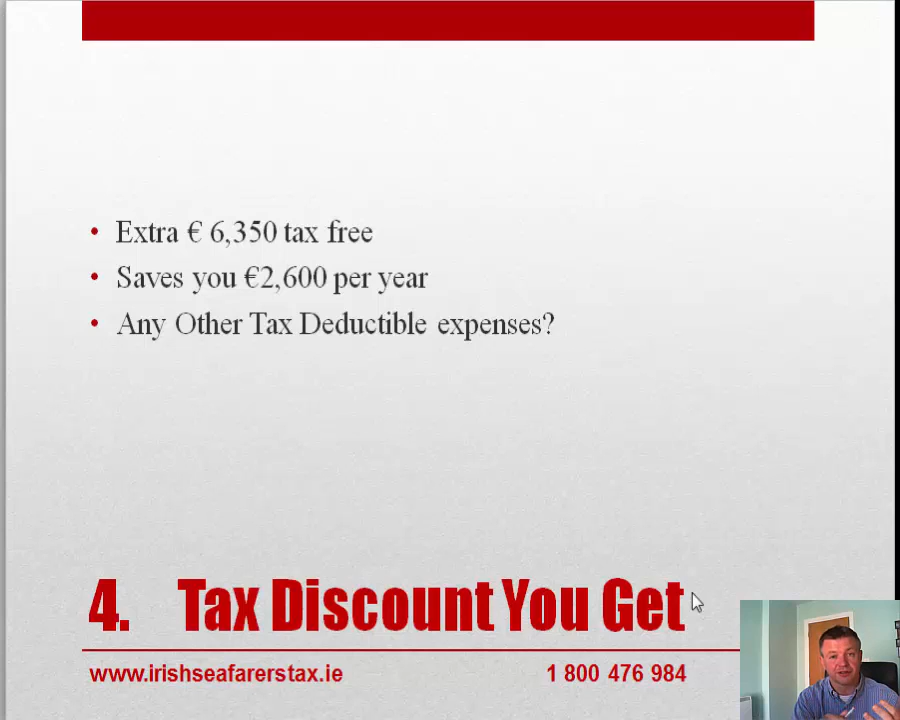 • Extra € 6,350 tax free
• Saves you €2,600 per year
• Any Other Tax Deductible expenses?
4. Tax Discount You Get
www.irishseafarerstax.ie 1 800 476 984